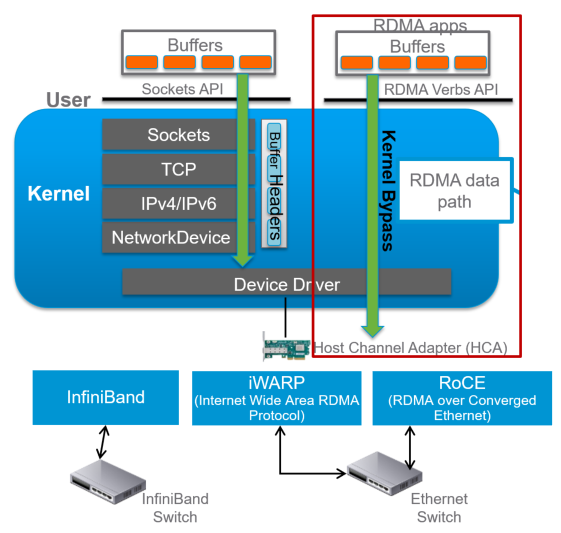 RDMA apps
Buffers
Buffers
Sockets API
RDMA Verbs API
User
Kernel
Sockets
TCP
IPv4/IPv6
NetworkDevice
Buffer Headers
Kernel Bypass
RDMA data
path
Device Driver
Host Channel Adapter (HCA)
InfiniBand
iWARP
(Internet Wide Area RDMA
Protocol)
RoCE
(RDMA over Converged
Ethernet)
InfiniBand
Switch
Ethernet
Switch